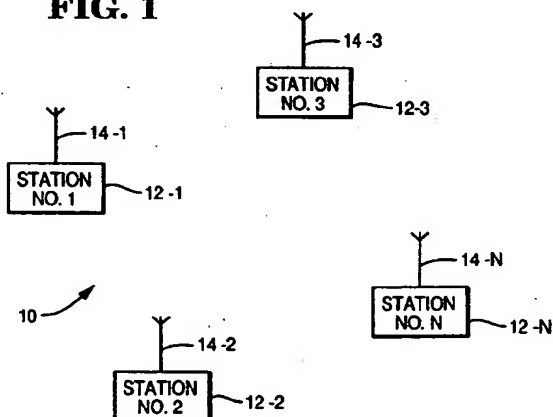 FIG. 1
14-3
STATION
NO. 3
12-3
14-1
STATION
NO. 1
12-1
14-N
STATION
NO. N
12-N
10
14-2
STATION
NO. 2
12-2